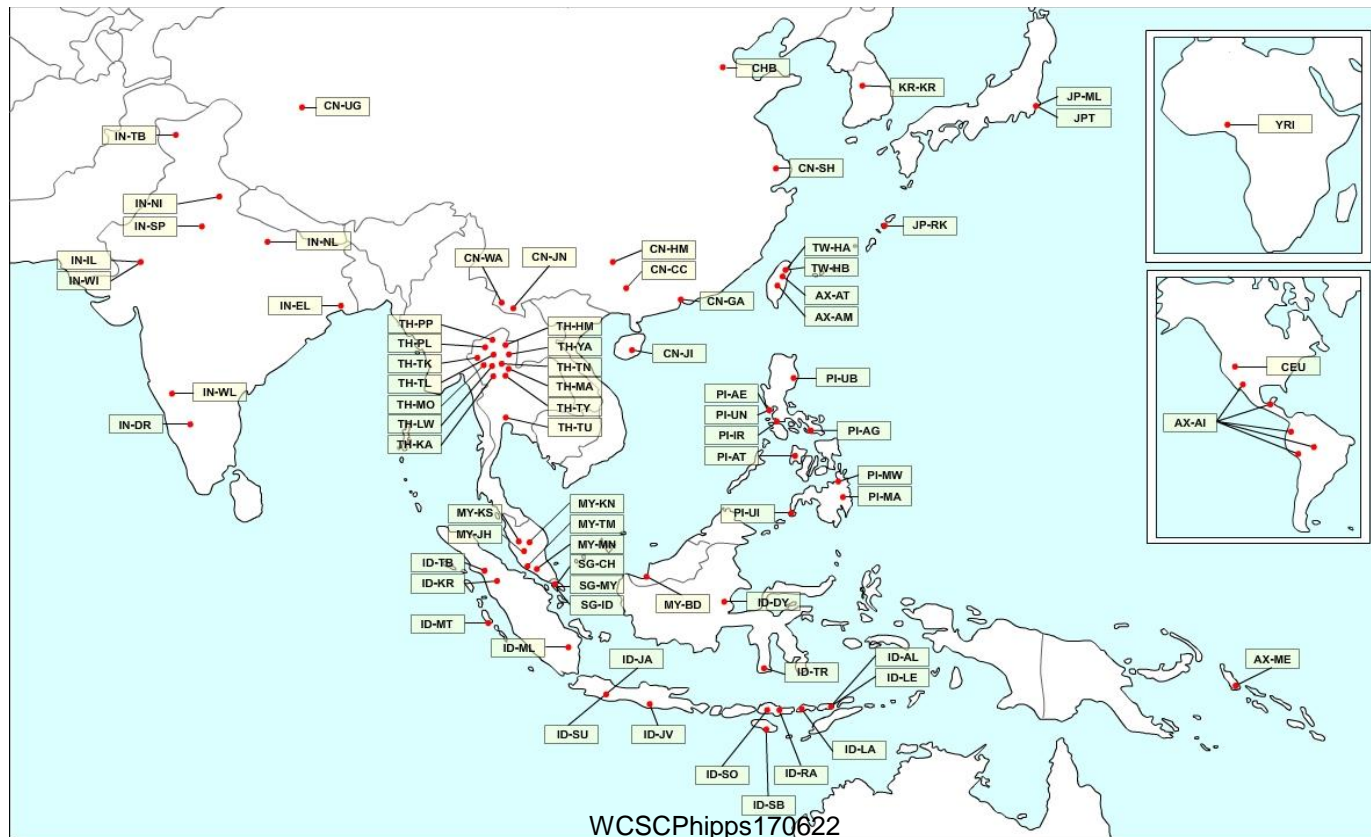 CHB
KR-KR
JP-ML
JPT
CN-UG
IN-TB
YRI
CN-SH
IN-NI
IN-SP
JP-RK
IN-NL
CN-HM
TW-HA
CN-WA
CN-JN
IN-IL
CN-CC
TW-HB
IN-WI
AX-AT
CN-GA
IN-EL
AX-AM
TH-PP
TH-HM
TH-PL
TH-YA
CN-JI
TH-TK
TH-TN
CEU
TH-TL
TH-MA
PI-UB
IN-WL
PI-AE
TH-MO
TH-TY
PI-UN
IN-DR
TH-LW
TH-TU
AX-AI
TH-KA
PI-IR
PI-AG
PI-AT
PI-MW
PI-MA
MY-KN
MY-KS
PI-UI
MY-TM
MY-JH
MY-MN
ID-TB
SG-CH
ID-KR
SG-MY
SG-ID
MY-BD
ID-DY
ID-MT
ID-ML
ID-JA
ID-TR
ID-AL
ID-LE
AX-ME
ID-SU
ID-JV
ID-LA
ID-SO
ID-RA
ID-SB
WCSCPhipps170622